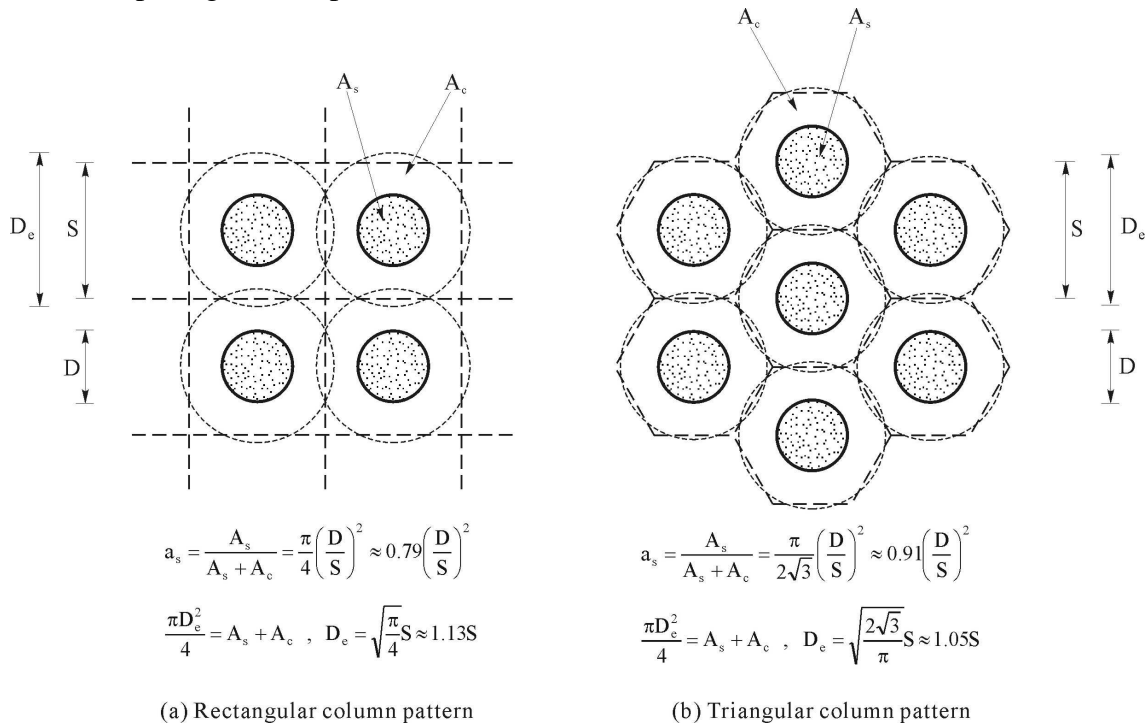 A_c A_s
A_s A_c
D_e S
S D_e
D
D
a_s = A_s / (A_s + A_c) = π/4 (D/S)^2 ≈ 0.79 (D/S)^2
πD_e^2/4 = A_s + A_c , D_e = √(π/4) S ≈ 1.13S
(a) Rectangular column pattern
a_s = A_s / (A_s + A_c) = π/(2√3) (D/S)^2 ≈ 0.91 (D/S)^2
πD_e^2/4 = A_s + A_c , D_e = √(2√3/π) S ≈ 1.05S
(b) Triangular column pattern